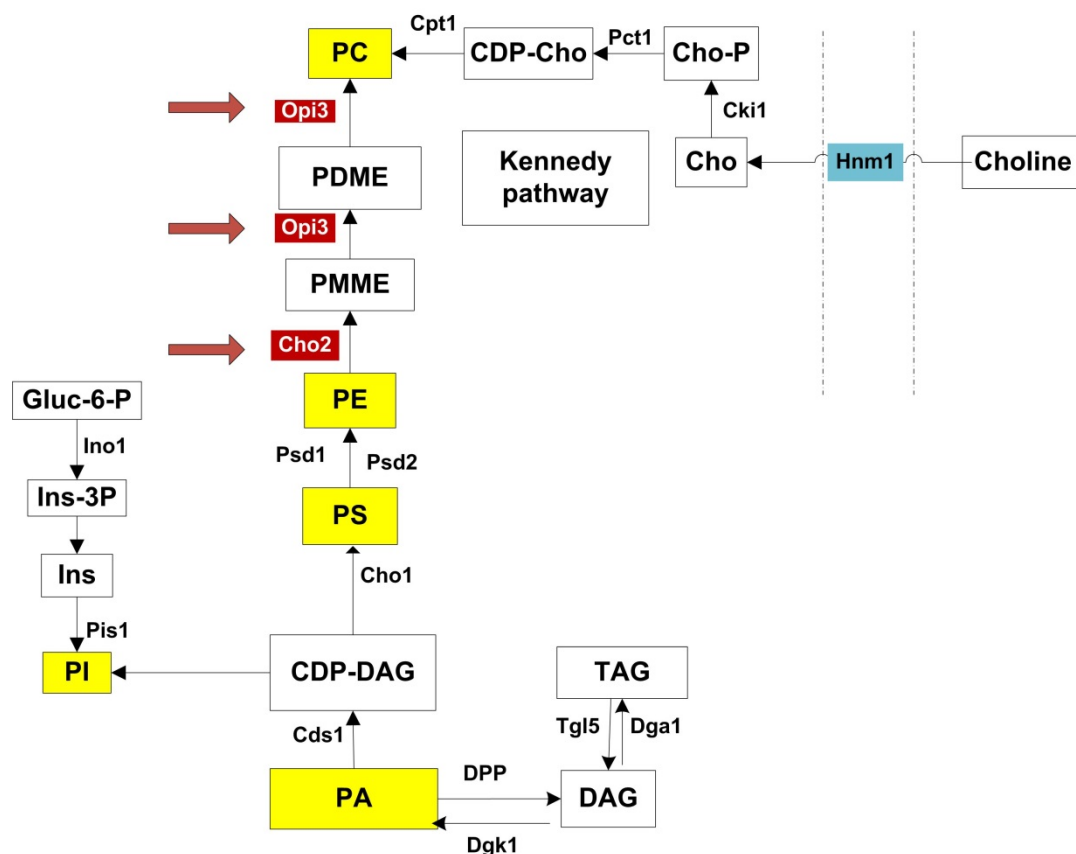 Cpt1
Pct1
PC
CDP-Cho
Cho-P
Opi3
Cki1
Kennedy
pathway
Cho
Hnm1
Choline
PDME
Opi3
PMME
Cho2
Gluc-6-P
PE
Ino1
Psd1
Psd2
Ins-3P
PS
Ins
Cho1
Pis1
PI
CDP-DAG
TAG
Cds1
Tgl5
Dga1
DPP
PA
DAG
Dgk1